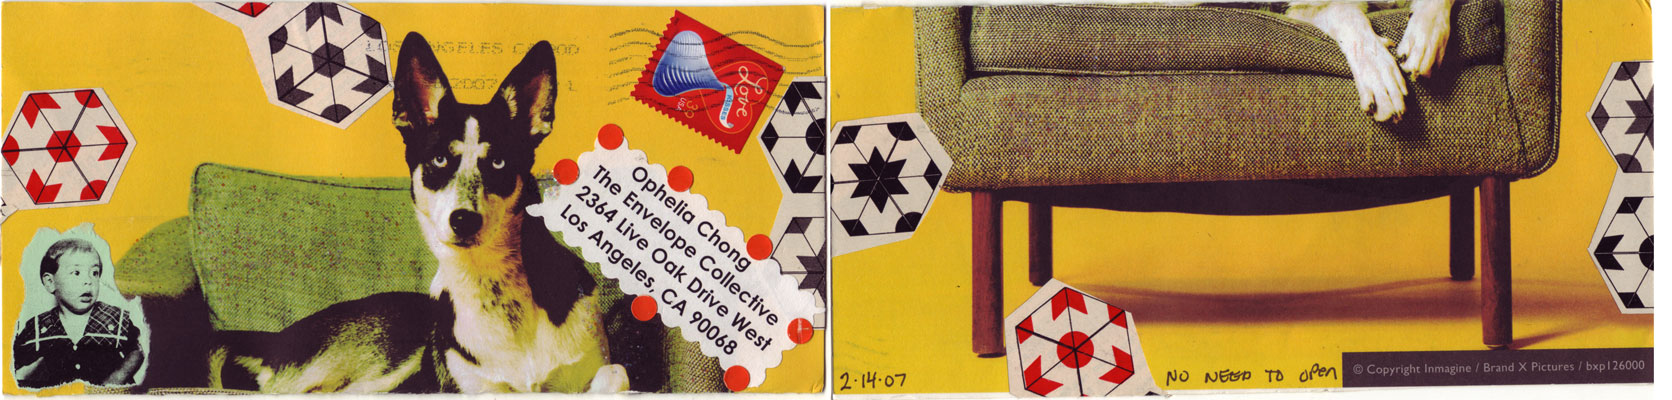 LOS ANGELES CA 900
2007
Love
39
USA
Ophelia Chong
The Envelope Collective
2364 Live Oak Drive West
Los Angeles, CA 90068
2·14·07
NO NEED TO OPEN
© Copyright Inmagine / Brand X Pictures / bxp126000